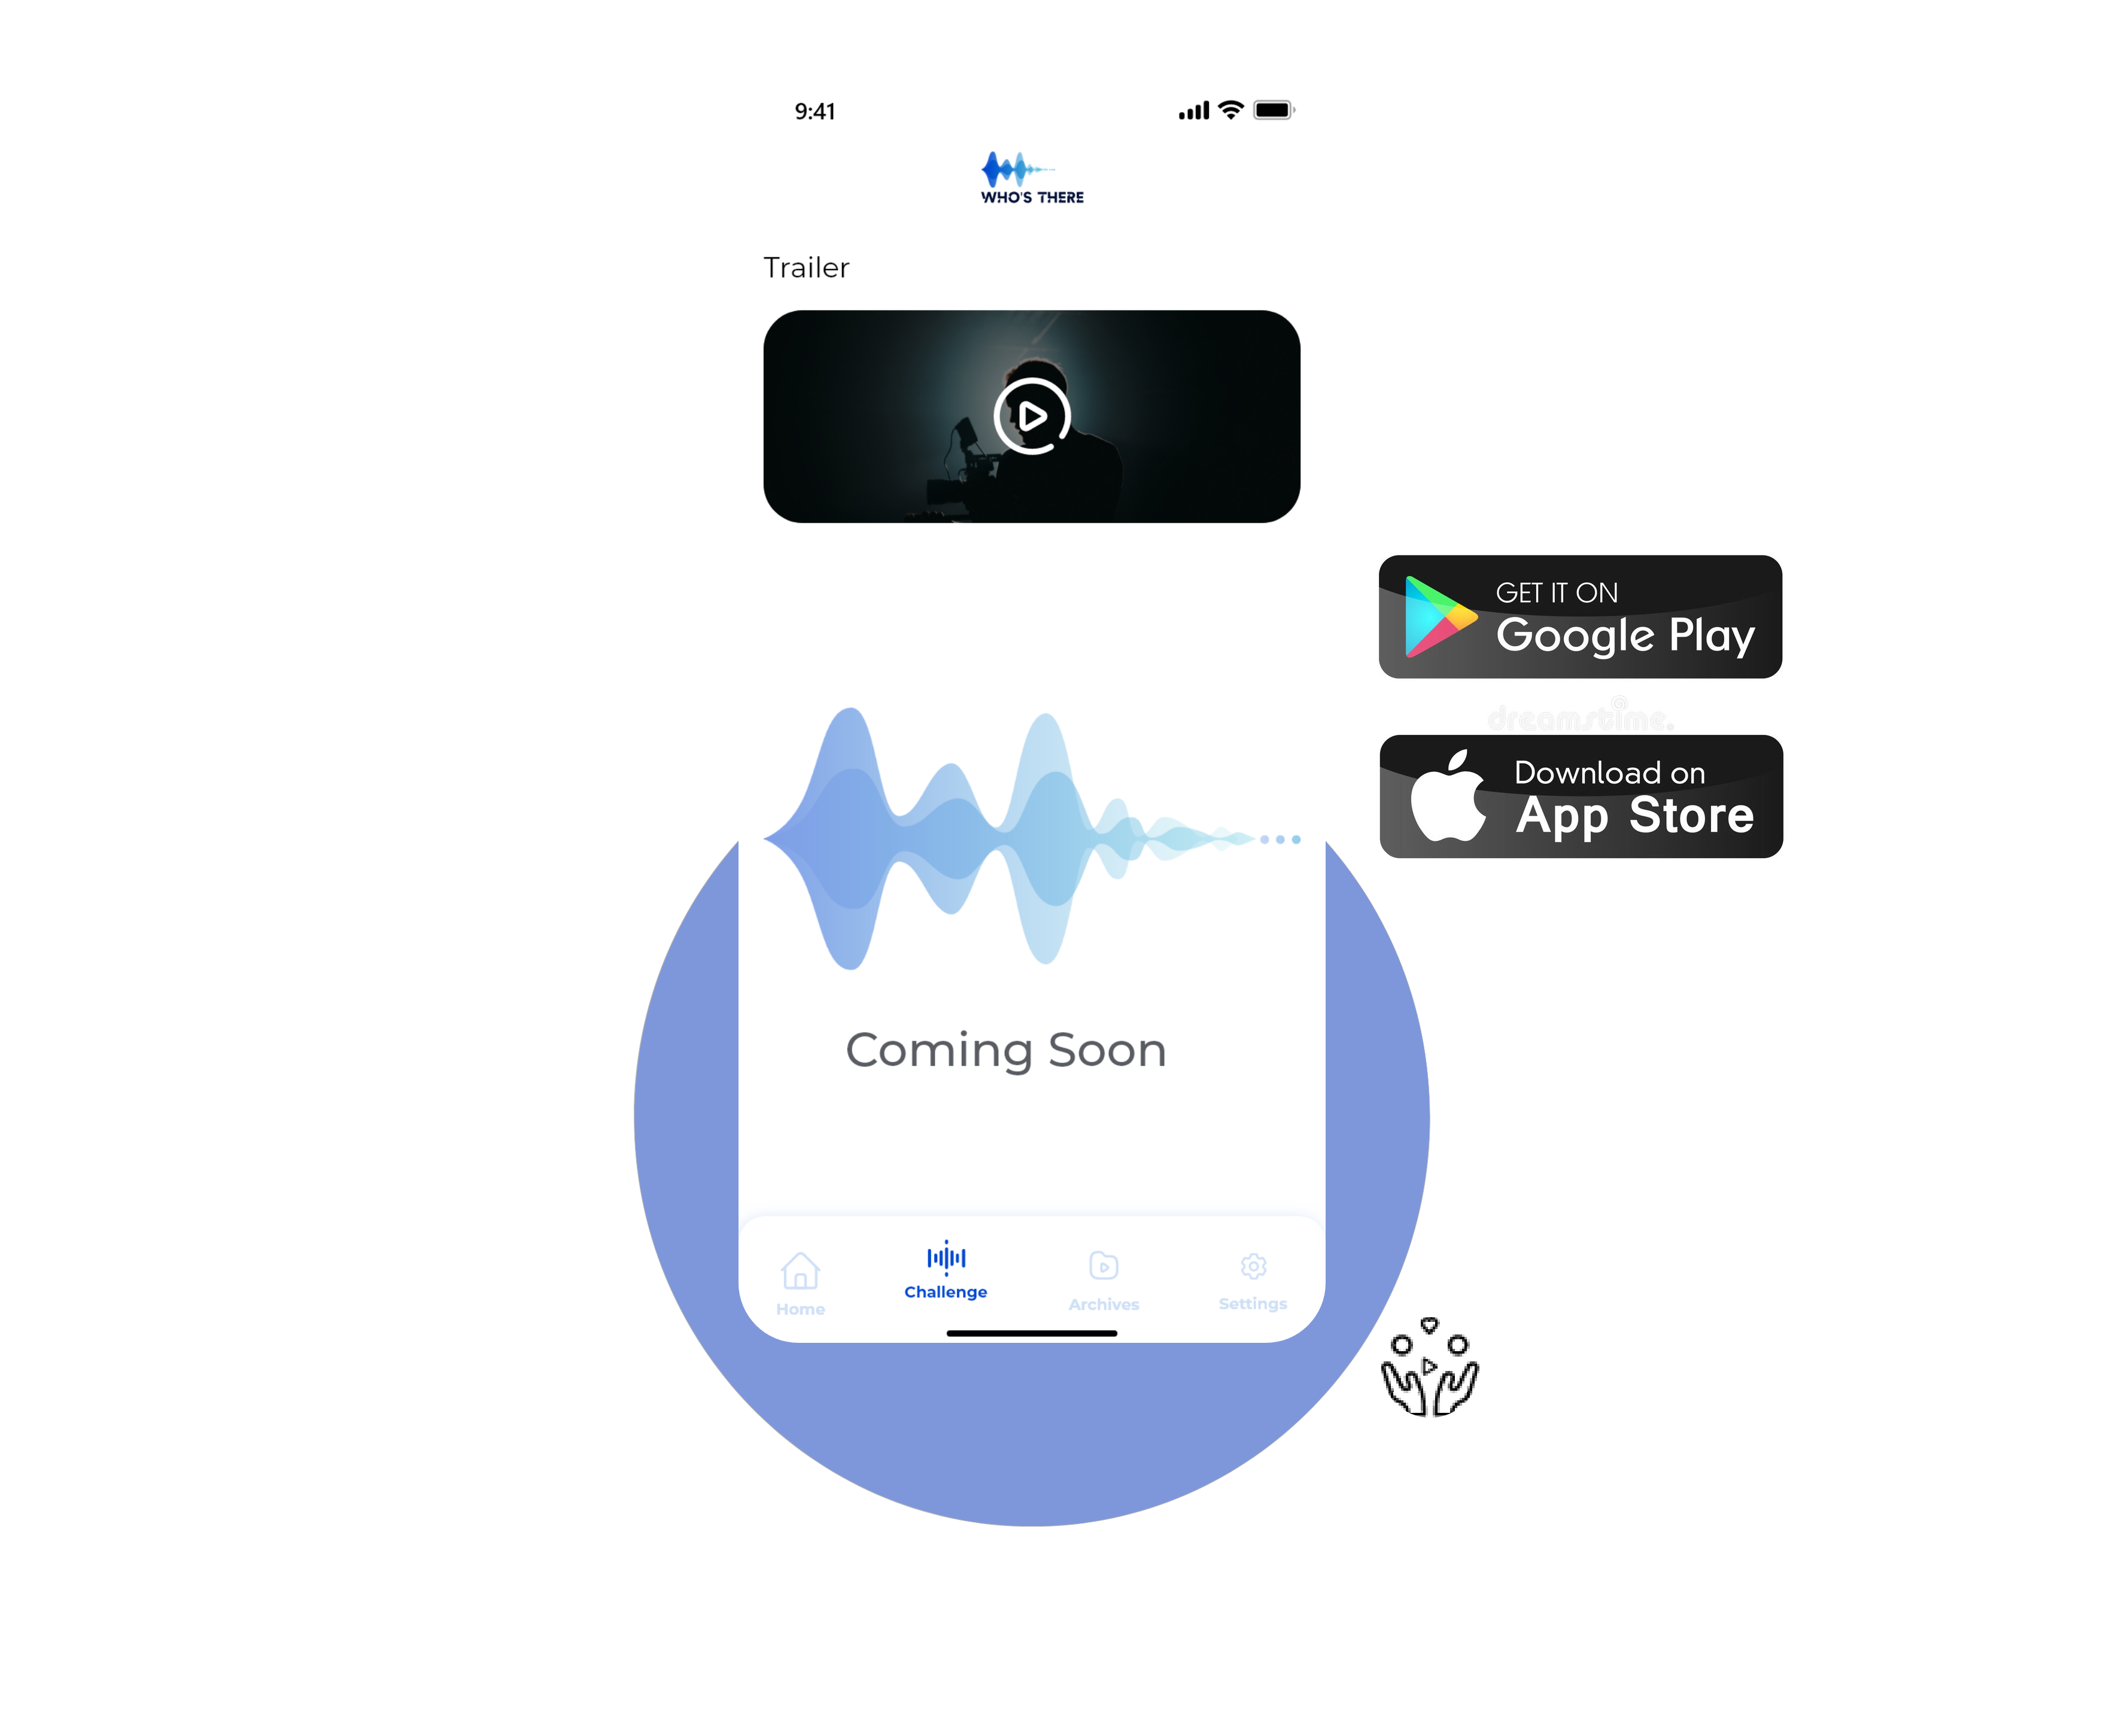 9:41
WHO'S THERE
Trailer
GET IT ON
Google Play
dreamstime.
Download on
App Store
Coming Soon
Home
Challenge
Archives
Settings